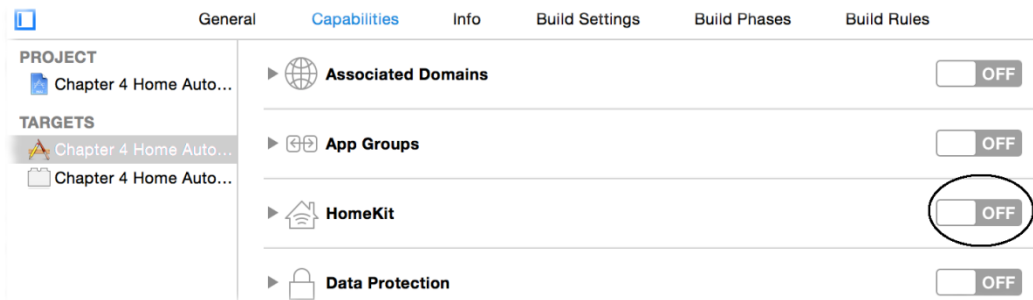 General Capabilities Info Build Settings Build Phases Build Rules
PROJECT
Chapter 4 Home Auto...
TARGETS
Chapter 4 Home Auto...
Chapter 4 Home Auto...
Associated Domains OFF
App Groups OFF
HomeKit OFF
Data Protection OFF